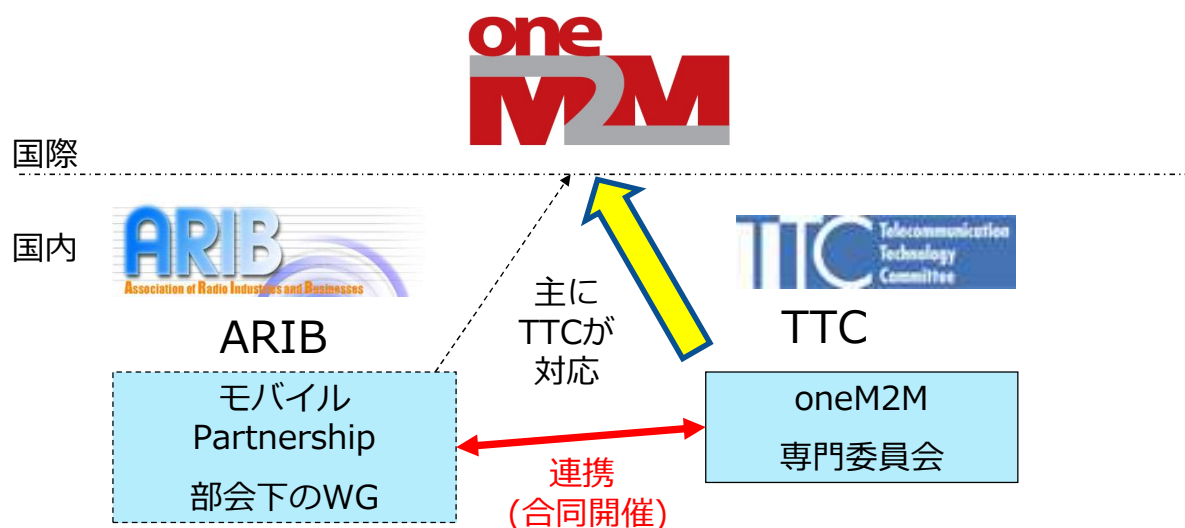 one
M2M
国際
国内
ARIB
Association of Radio Industries and Businesses
TTC
Telecommunication
Technology
Committee
ARIB
主に
TTCが
対応
TTC
モバイル
Partnership
部会下のWG
oneM2M
専門委員会
連携
(合同開催)